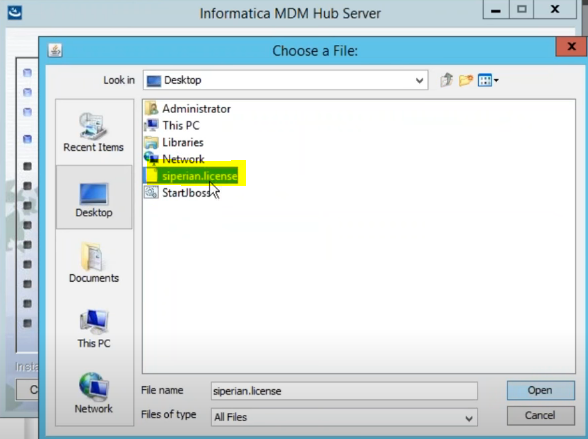 Informatica MDM Hub Server
Choose a File:
Look in
Desktop
Recent Items
Desktop
Documents
This PC
Network
Administrator
This PC
Libraries
Network
siperian.license
StartJboss
Insta
C
File name
siperian.license
Open
Files of type
All Files
Cancel